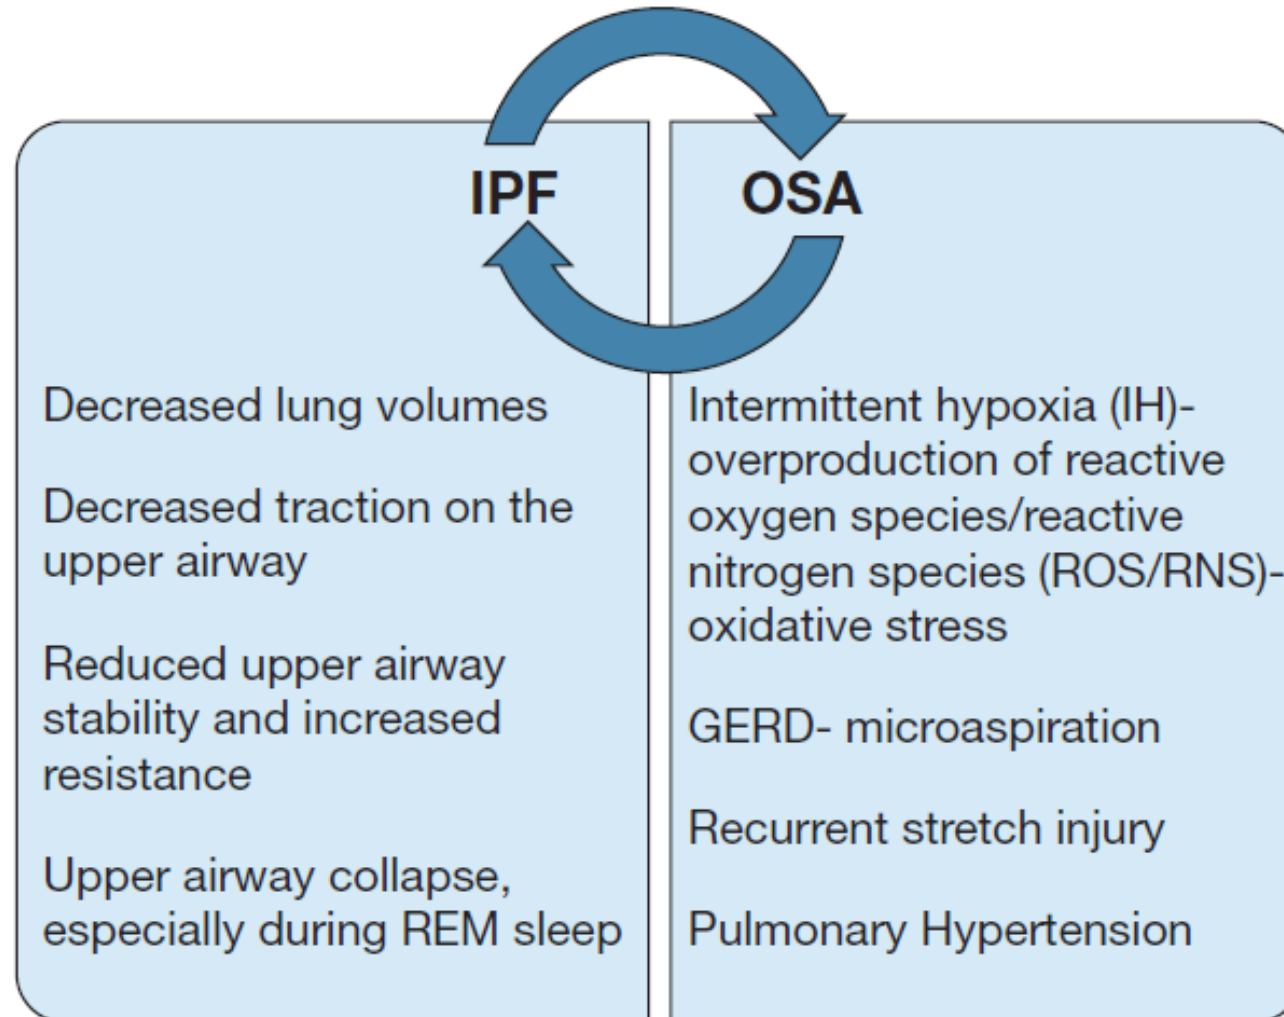 IPF
OSA
Decreased lung volumes
Decreased traction on the
upper airway
Reduced upper airway
stability and increased
resistance
Upper airway collapse,
especially during REM sleep
Intermittent hypoxia (IH)-
overproduction of reactive
oxygen species/reactive
nitrogen species (ROS/RNS)-
oxidative stress
GERD- microaspiration
Recurrent stretch injury
Pulmonary Hypertension